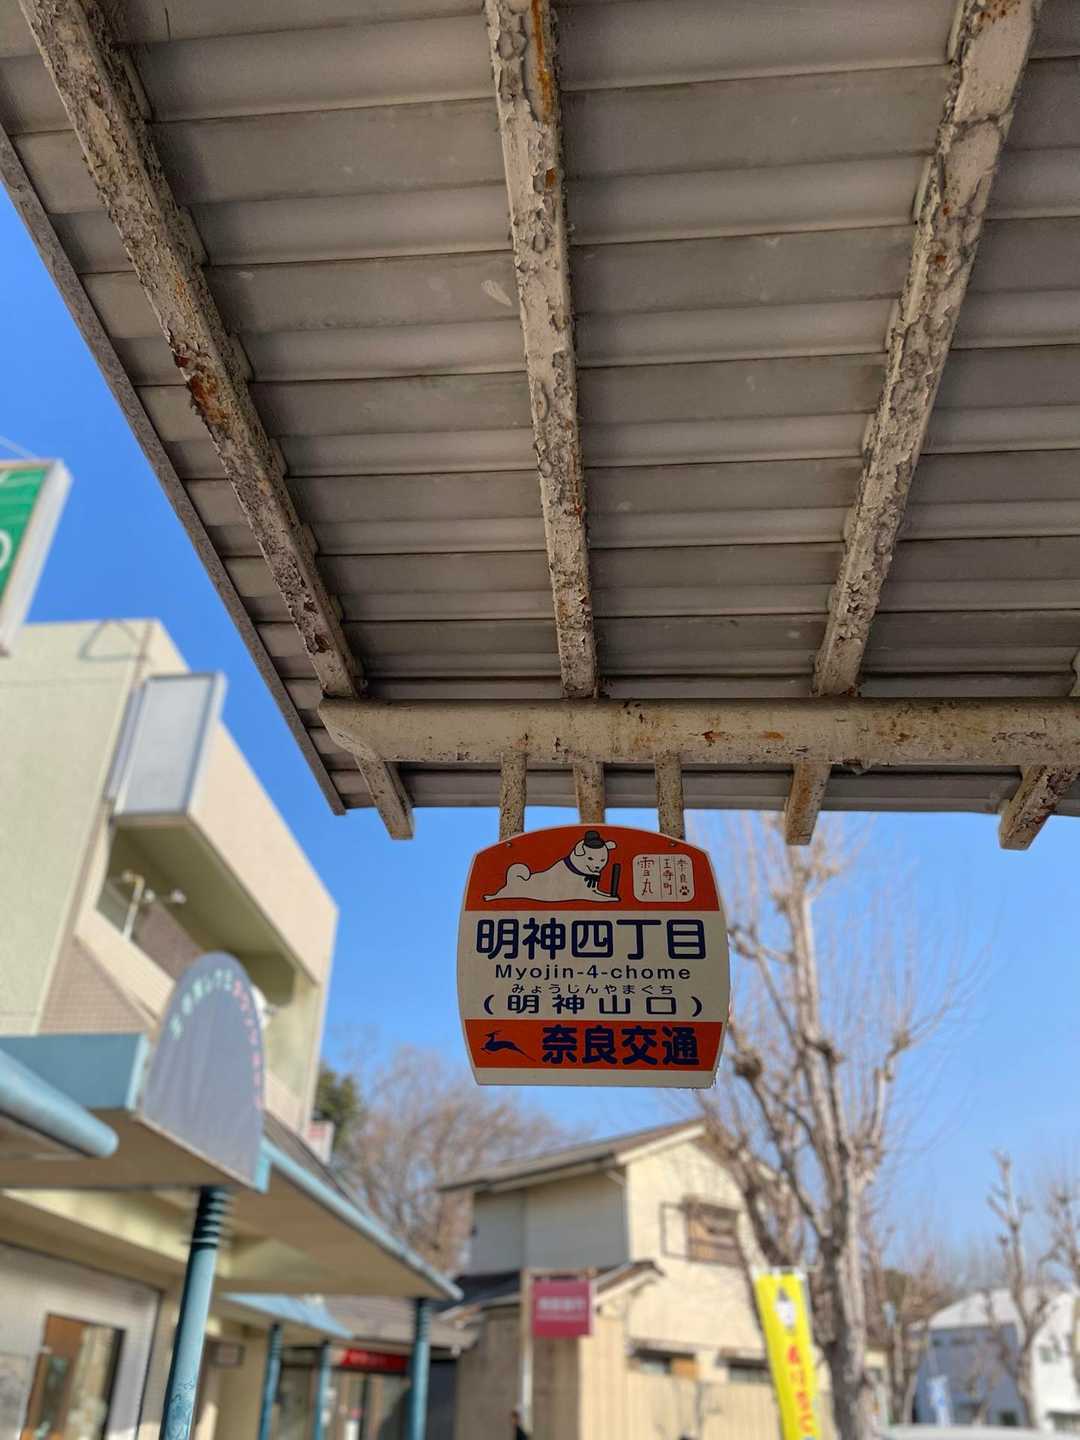 奈良
王寺町
雪丸
明神四丁目
Myojin-4-chome
みょうじんやまぐち
(明神山口)
奈良交通